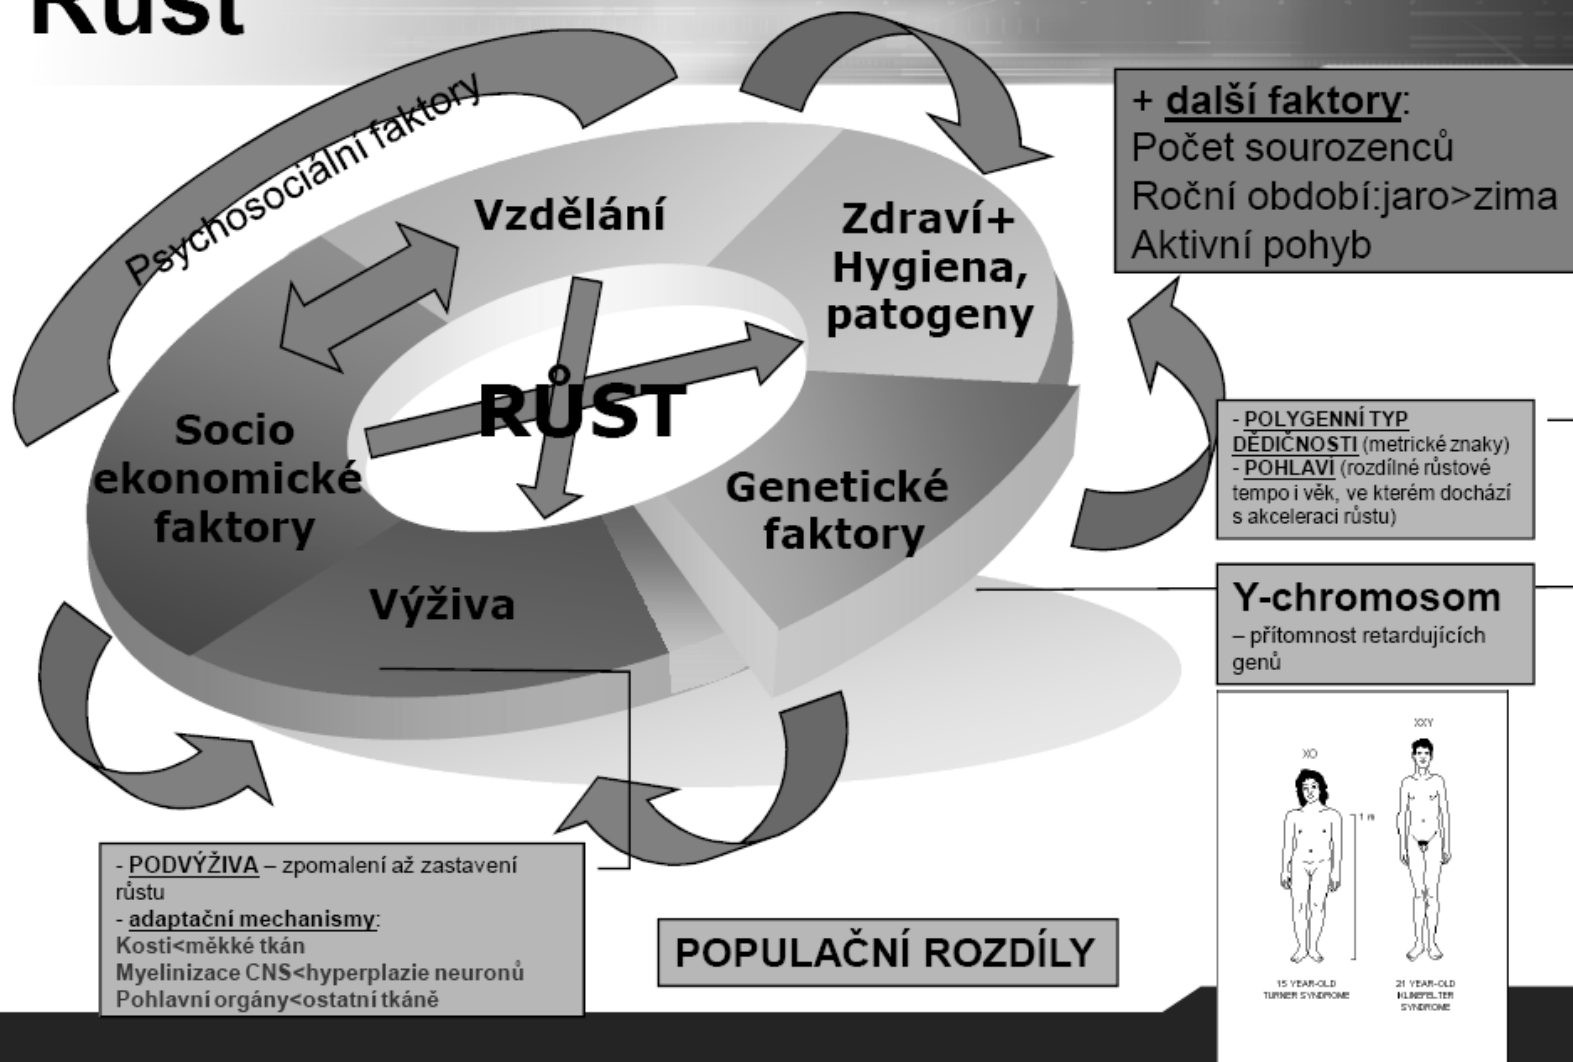 Růst
Psychosociální faktory
Vzdělání
Zdraví+
Hygiena,
patogeny
+ další faktory:
Počet sourozenců
Roční období:jaro>zima
Aktivní pohyb
RŮST
Socio
ekonomické
faktory
Genetické
faktory
Výživa
- POLYGENNÍ TYP
DĚDIČNOSTI (metrické znaky)
- POHLAVÍ (rozdílné růstové
tempo i věk, ve kterém dochází
s akceleraci růstu)
Y-chromosom
– přítomnost retardujících
genů
XO
XXY
1 m
15 YEAR-OLD
TURNER SYNDROME
21 YEAR-OLD
KLINEFELTER
SYNDROME
- PODVÝŽIVA – zpomalení až zastavení
růstu
- adaptační mechanismy:
Kosti<měkké tkán
Myelinizace CNS<hyperplazie neuronů
Pohlavní orgány<ostatní tkáně
POPULAČNÍ ROZDÍLY